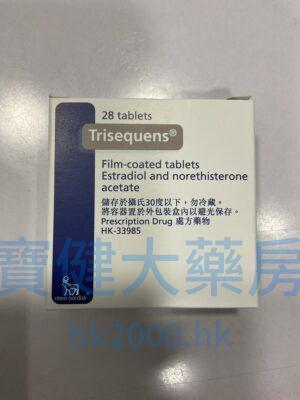 28 tablets
Trisequens®
Film-coated tablets
Estradiol and norethisterone
acetate
儲存於攝氏30度以下，勿冷藏。
將容器置於外包裝盒內以避光保存。
Prescription Drug 處方藥物
HK-33985
寶健大藥房
novo nordisk
bk2000.hk